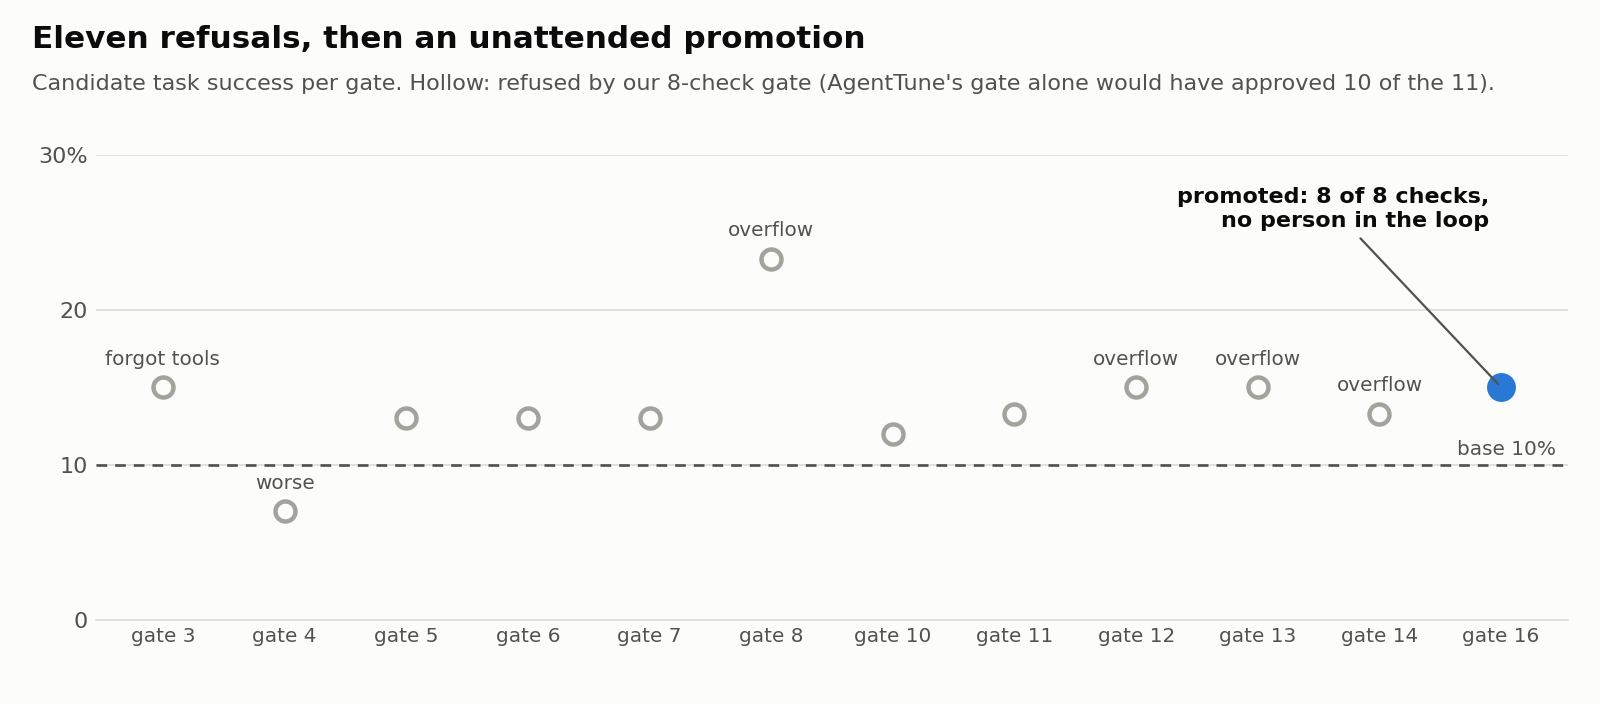 Eleven refusals, then an unattended promotion
Candidate task success per gate. Hollow: refused by our 8-check gate (AgentTune's gate alone would have approved 10 of the 11).
30%
promoted: 8 of 8 checks,
no person in the loop
overflow
20
forgot tools
overflow
overflow
overflow
base 10%
10
worse
0
gate 3
gate 4
gate 5
gate 6
gate 7
gate 8
gate 10
gate 11
gate 12
gate 13
gate 14
gate 16